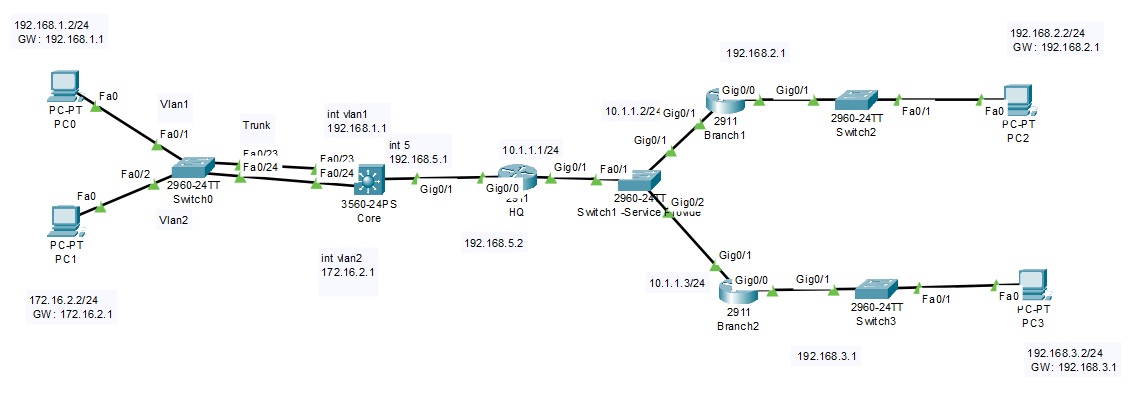 192.168.1.2/24
GW: 192.168.1.1
Fa0
PC-PT
PC0
Vlan1
Fa0/1
Trunk
Fa0/23
Fa0/24
Fa0/2
Fa0
2960-24TT
Switch0
Vlan2
PC-PT
PC1
172.16.2.2/24
GW: 172.16.2.1
int vlan1
192.168.1.1
int 5
192.168.5.1
Fa0/23
Fa0/24
Gig0/1
3560-24PS
Core
int vlan2
172.16.2.1
10.1.1.1/24
Gig0/0
Gig0/1
2911
HQ
192.168.5.2
Fa0/1
2960-24TT
Switch1 -Service Provide
Gig0/1
Gig0/2
10.1.1.2/24
Gig0/1
192.168.2.1
Gig0/0
2911
Branch1
Gig0/1
2960-24TT
Switch2
Fa0/1
Fa0
PC-PT
PC2
192.168.2.2/24
GW: 192.168.2.1
10.1.1.3/24
Gig0/1
Gig0/0
2911
Branch2
Gig0/1
2960-24TT
Switch3
Fa0/1
Fa0
PC-PT
PC3
192.168.3.1
192.168.3.2/24
GW: 192.168.3.1